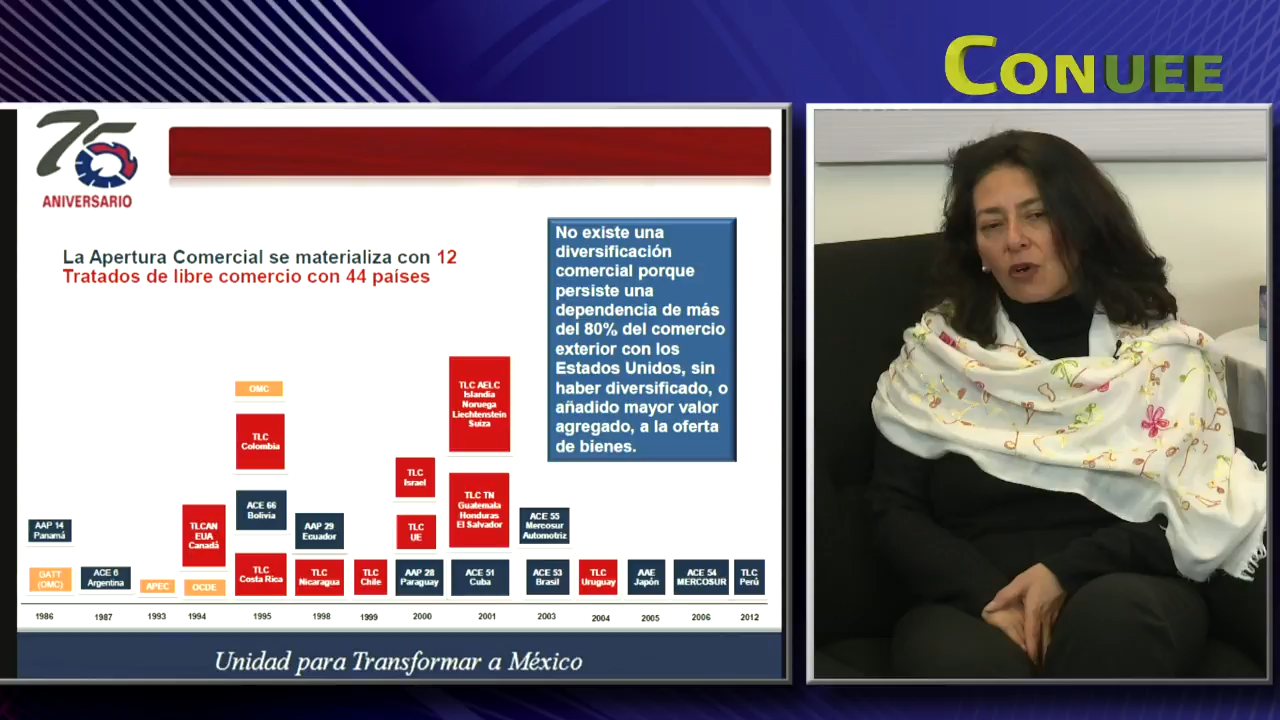 CONUEE
75
ANIVERSARIO
La Apertura Comercial se materializa con 12
Tratados de libre comercio con 44 países
No existe una
diversificación
comercial porque
persiste una
dependencia de más
del 80% del comercio
exterior con los
Estados Unidos, sin
haber diversificado, o
añadido mayor valor
agregado, a la oferta
de bienes.
OMC
TLC
Colombia
TLC AELC
Islandia
Noruega
Liechtenstein
Suiza
TLC
Israel
TLC TN
Guatemala
Honduras
El Salvador
AAP 14
Panamá
TLCAN
EUA
Canadá
ACE 66
Bolivia
AAP 29
Ecuador
TLC
UE
ACE 55
Mercosur
Automotriz
GATT
(OMC)
ACE 6
Argentina
APEC
OCDE
TLC
Costa Rica
TLC
Nicaragua
TLC
Chile
AAP 28
Paraguay
ACE 51
Cuba
ACE 53
Brasil
TLC
Uruguay
AAE
Japón
ACE 54
MERCOSUR
TLC
Perú
1986 1987 1993 1994 1995 1998 1999 2000 2001 2003 2004 2005 2006 2012
Unidad para Transformar a México